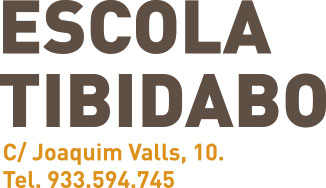 ESCOLA
TIBIDABO
C/ Joaquim Valls, 10.
Tel. 933.594.745